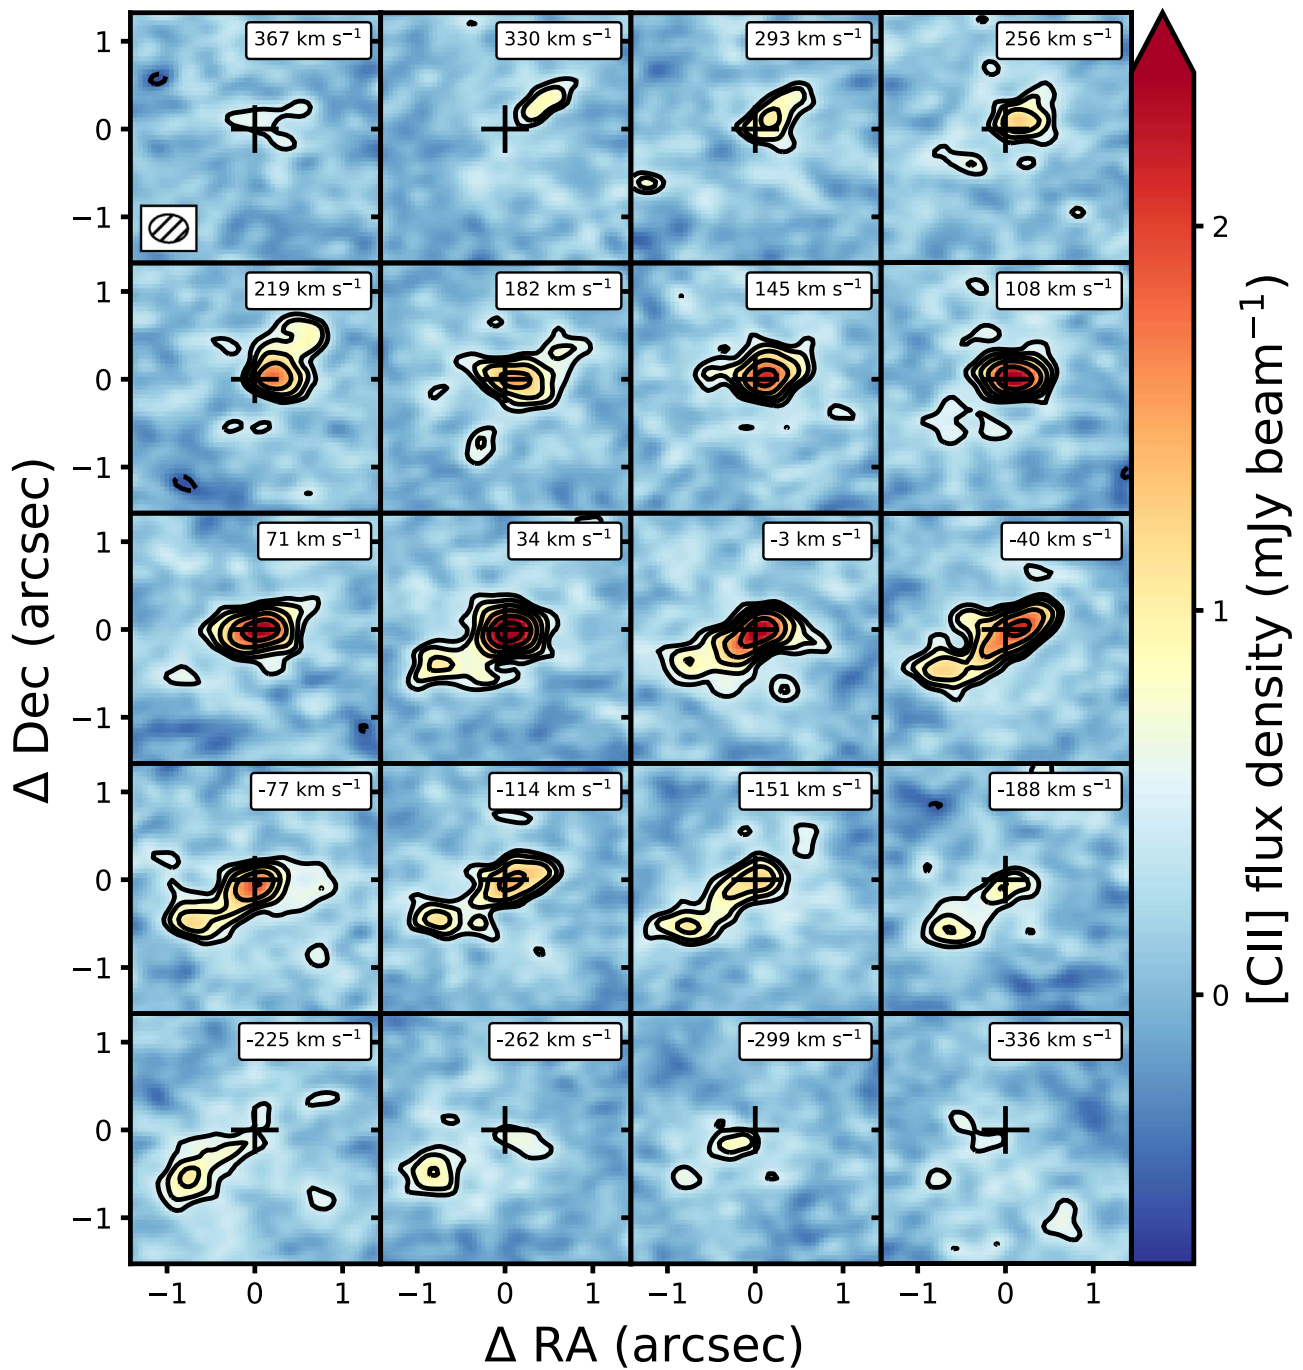 367 km s⁻¹ 330 km s⁻¹ 293 km s⁻¹ 256 km s⁻¹
1
0
−1
219 km s⁻¹ 182 km s⁻¹ 145 km s⁻¹ 108 km s⁻¹
1
0
−1
71 km s⁻¹ 34 km s⁻¹ -3 km s⁻¹ -40 km s⁻¹
1
0
−1
-77 km s⁻¹ -114 km s⁻¹ -151 km s⁻¹ -188 km s⁻¹
1
0
−1
-225 km s⁻¹ -262 km s⁻¹ -299 km s⁻¹ -336 km s⁻¹
1
0
−1
−1 0 1 −1 0 1 −1 0 1 −1 0 1
Δ RA (arcsec)
Δ Dec (arcsec)
2
1
0
[CII] flux density (mJy beam⁻¹)